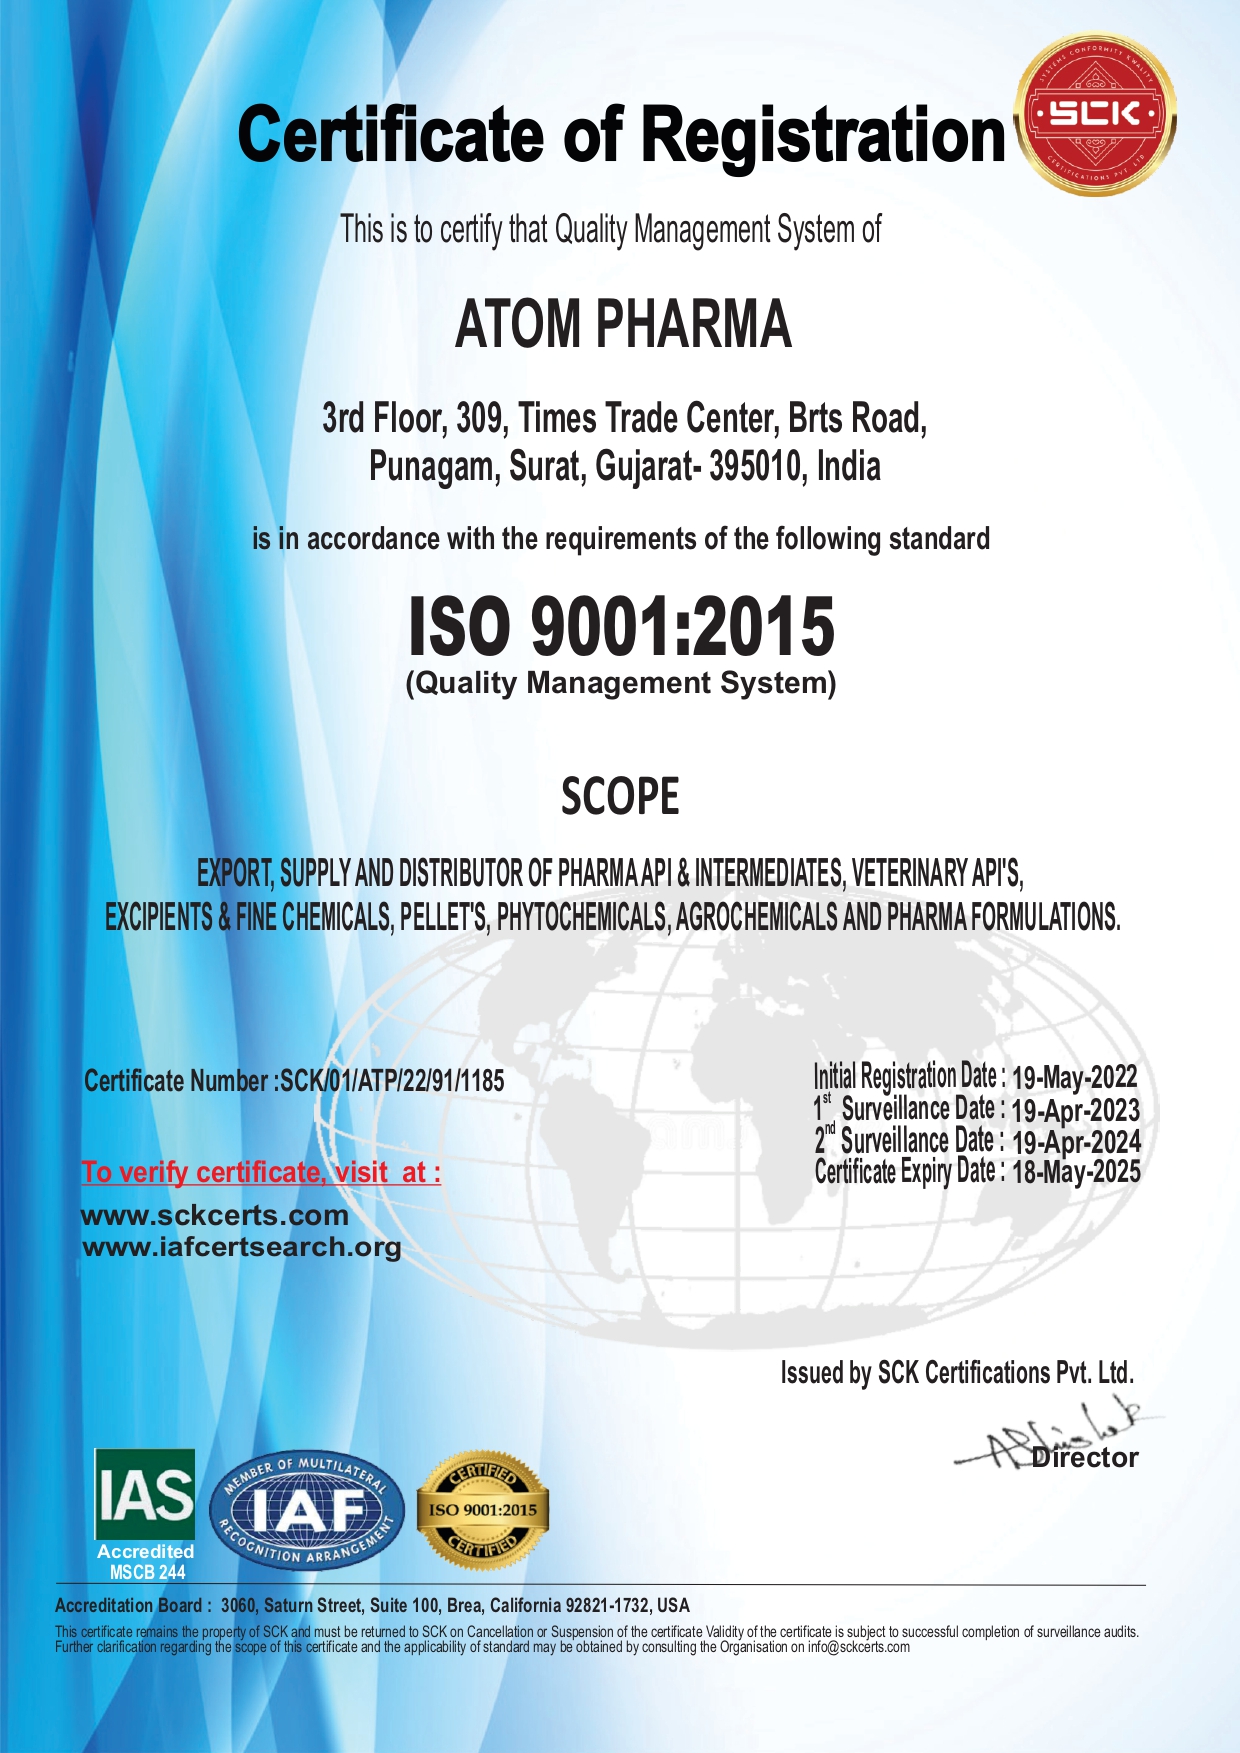 SYSTEMS CONFORMITY KWALITY
SCK
CERTIFICATIONS PVT. LTD
Certificate of Registration
This is to certify that Quality Management System of
ATOM PHARMA
3rd Floor, 309, Times Trade Center, Brts Road,
Punagam, Surat, Gujarat- 395010, India
is in accordance with the requirements of the following standard
ISO 9001:2015
(Quality Management System)
SCOPE
EXPORT, SUPPLY AND DISTRIBUTOR OF PHARMA API & INTERMEDIATES, VETERINARY API'S,
EXCIPIENTS & FINE CHEMICALS, PELLET'S, PHYTOCHEMICALS, AGROCHEMICALS AND PHARMA FORMULATIONS.
Certificate Number :SCK/01/ATP/22/91/1185
Initial Registration Date : 19-May-2022
1st Surveillance Date : 19-Apr-2023
2nd Surveillance Date : 19-Apr-2024
Certificate Expiry Date : 18-May-2025
To verify certificate, visit at :
www.sckcerts.com
www.iafcertsearch.org
Issued by SCK Certifications Pvt. Ltd.
Abhishek
Director
IAS
Accredited
MSCB 244
MEMBER OF MULTILATERAL
IAF
RECOGNITION ARRANGEMENT
CERTIFIED
ISO 9001:2015
CERTIFIED
Accreditation Board : 3060, Saturn Street, Suite 100, Brea, California 92821-1732, USA
This certificate remains the property of SCK and must be returned to SCK on Cancellation or Suspension of the certificate Validity of the certificate is subject to successful completion of surveillance audits.
Further clarification regarding the scope of this certificate and the applicability of standard may be obtained by consulting the Organisation on info@sckcerts.com